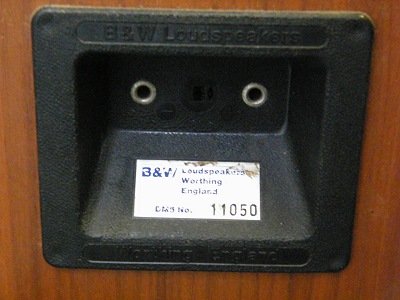 B&W Loudspeakers
B&W Loudspeakers
Worthing
England
DM5 No. 11050
Worthing England